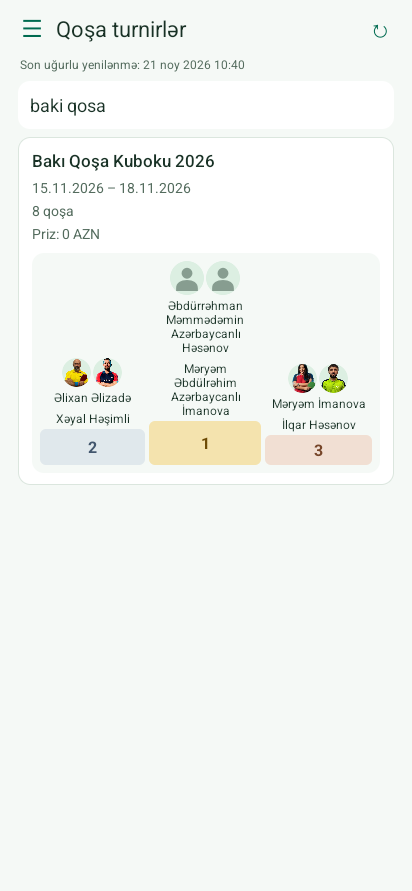 Qoşa turnirlər
Son uğurlu yenilənmə: 21 noy 2026 10:40
baki qosa
Bakı Qoşa Kuboku 2026
15.11.2026 – 18.11.2026
8 qoşa
Priz: 0 AZN
Əlixan Əlizadə
Xəyal Həşimli
2
Əbdürrəhman
Məmmədəmin
Azərbaycanlı
Həsənov
Məryəm
Əbdülrəhim
Azərbaycanlı
İmanova
1
Məryəm İmanova
İlqar Həsənov
3